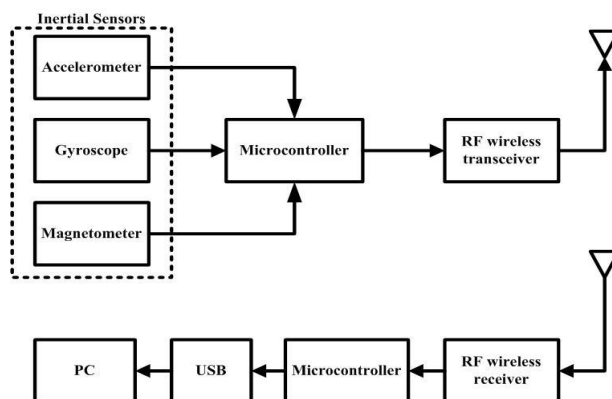 Inertial Sensors
Accelerometer
Gyroscope
Magnetometer
Microcontroller
RF wireless
transceiver
PC
USB
Microcontroller
RF wireless
receiver